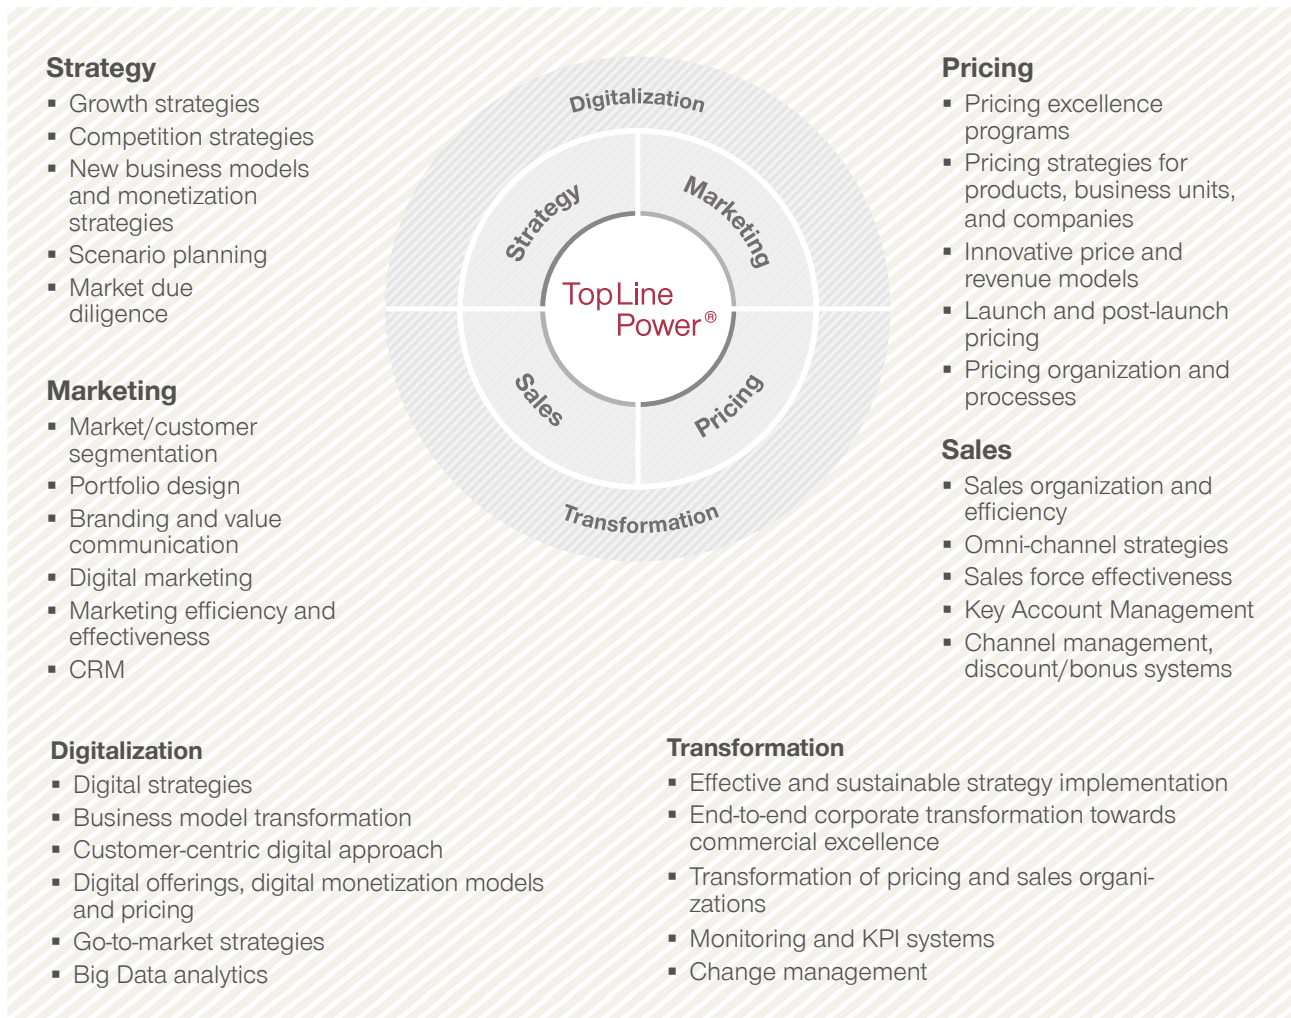 Strategy
▪ Growth strategies
▪ Competition strategies
▪ New business models
and monetization
strategies
▪ Scenario planning
▪ Market due
diligence
Marketing
▪ Market/customer
segmentation
▪ Portfolio design
▪ Branding and value
communication
▪ Digital marketing
▪ Marketing efficiency and
effectiveness
▪ CRM
Digitalization
Strategy
Marketing
TopLine
Power®
Sales
Pricing
Transformation
Pricing
▪ Pricing excellence
programs
▪ Pricing strategies for
products, business units,
and companies
▪ Innovative price and
revenue models
▪ Launch and post-launch
pricing
▪ Pricing organization and
processes
Sales
▪ Sales organization and
efficiency
▪ Omni-channel strategies
▪ Sales force effectiveness
▪ Key Account Management
▪ Channel management,
discount/bonus systems
Digitalization
▪ Digital strategies
▪ Business model transformation
▪ Customer-centric digital approach
▪ Digital offerings, digital monetization models
and pricing
▪ Go-to-market strategies
▪ Big Data analytics
Transformation
▪ Effective and sustainable strategy implementation
▪ End-to-end corporate transformation towards
commercial excellence
▪ Transformation of pricing and sales organi-
zations
▪ Monitoring and KPI systems
▪ Change management